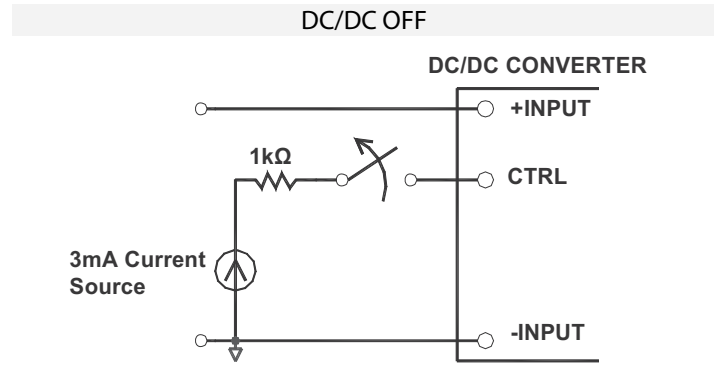 DC/DC OFF
DC/DC CONVERTER
+INPUT
1kΩ
CTRL
3mA Current
Source
-INPUT